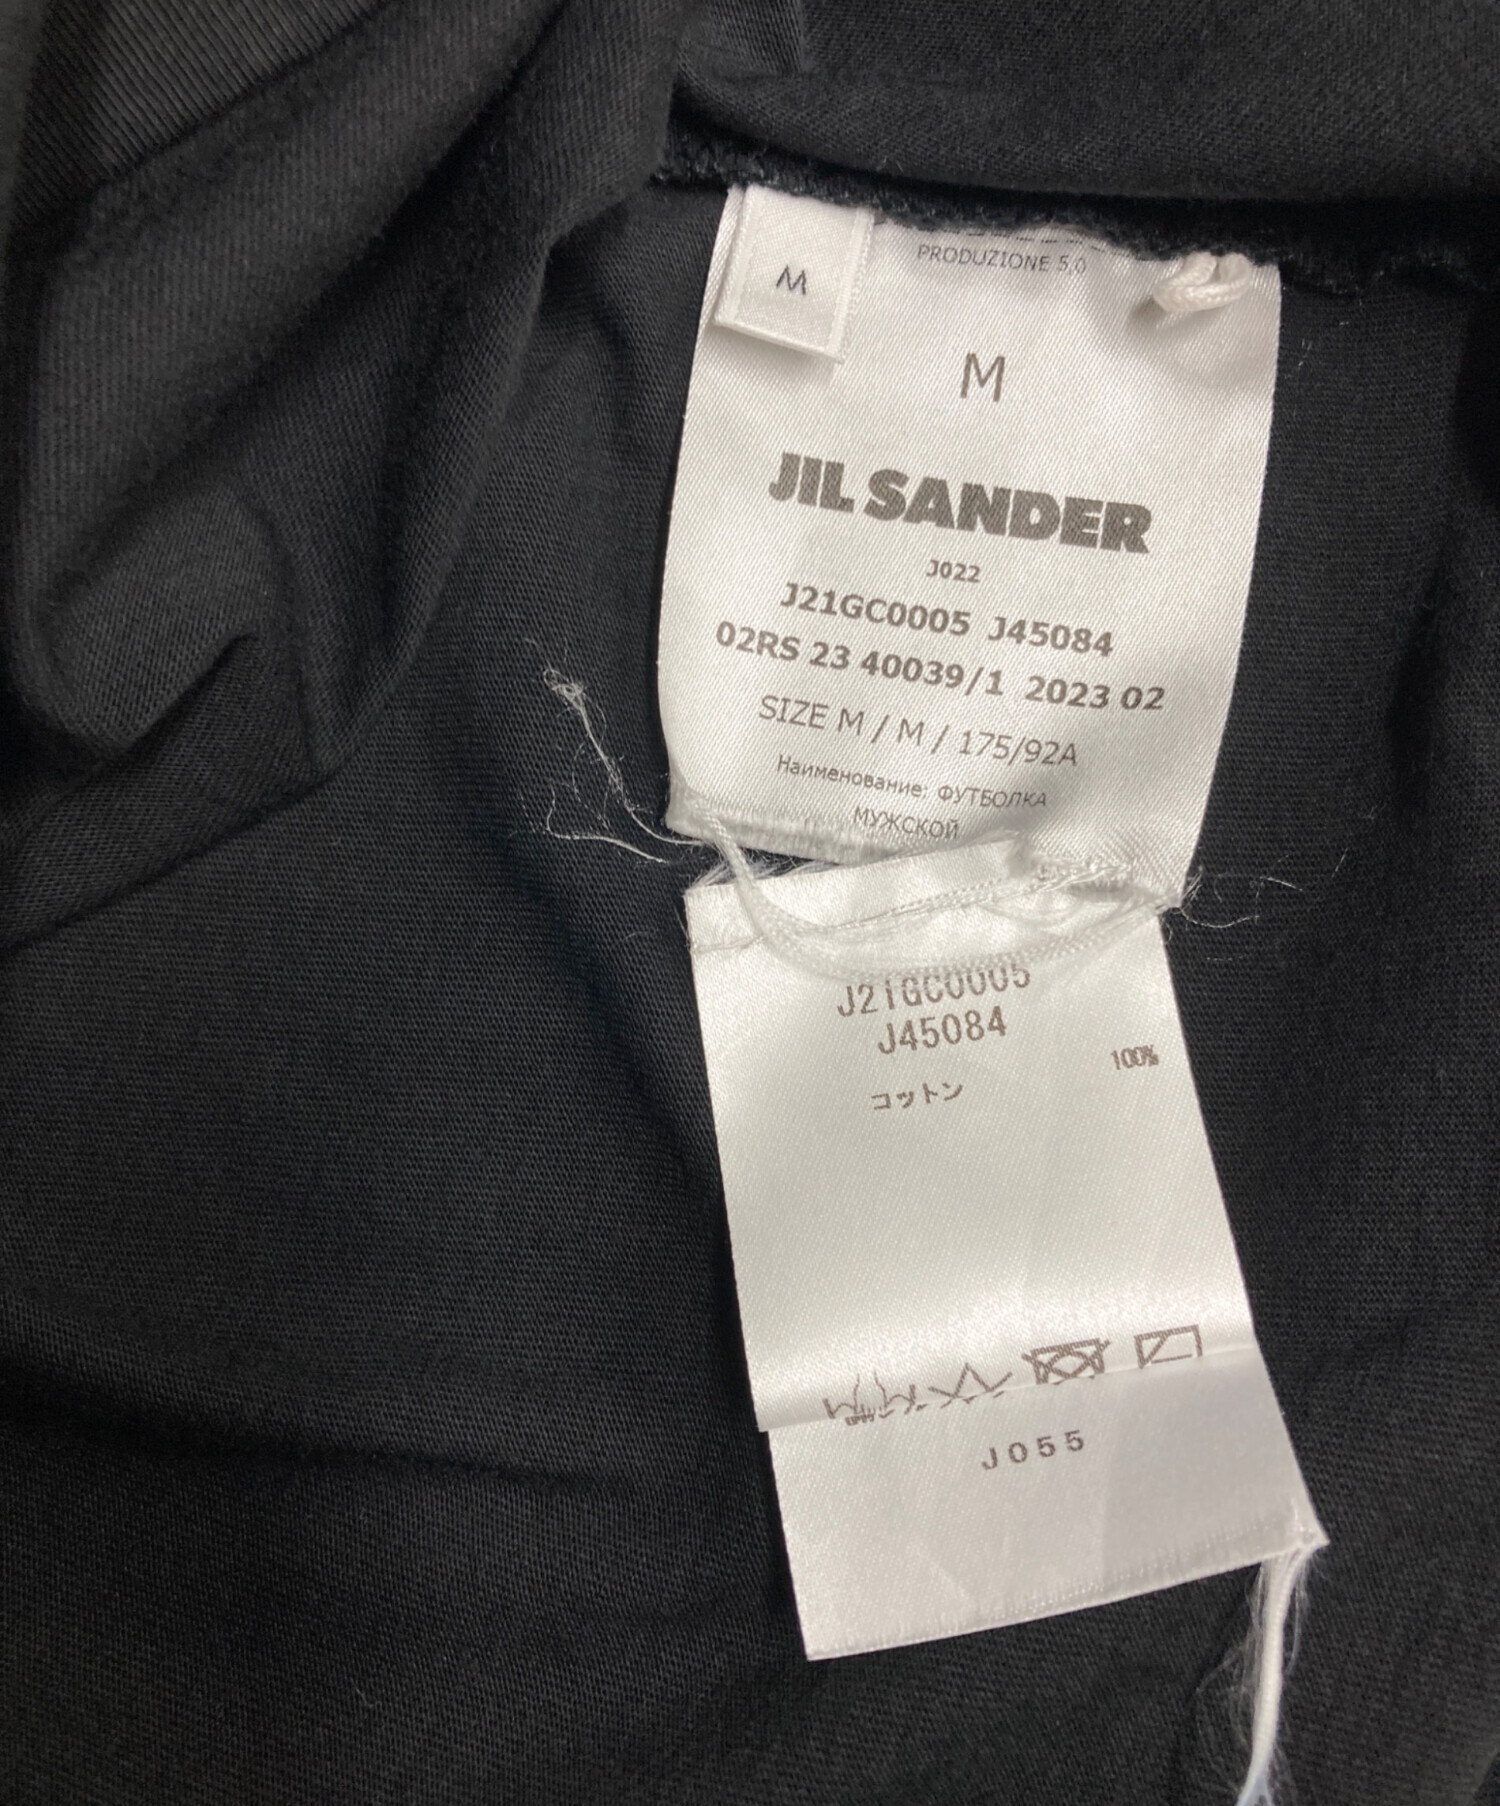 M
PRODUZIONE 5,0
M
JIL SANDER
J022
J21GC0005 J45084
02RS 23 40039/1 2023 02
SIZE M / M / 175/92A
Наименование: ФУТБОЛКА
МУЖСКОЙ
J21GC0005
J45084
100%
コットン
J055